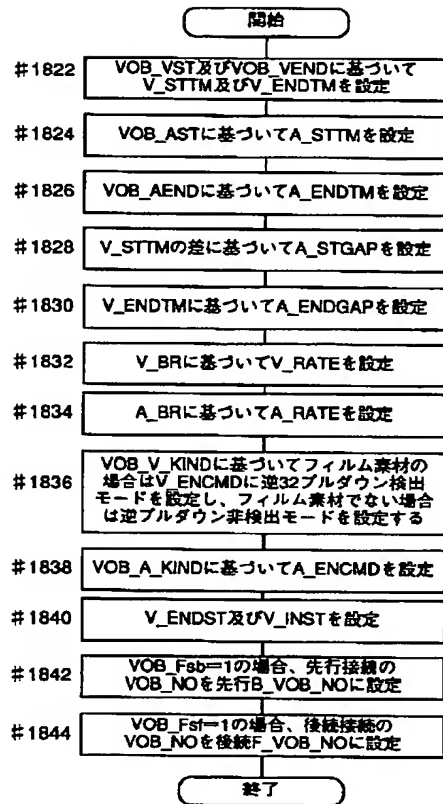 開始
#1822
VOB_VST及びVOB_VENDに基づいて
V_STTM及びV_ENDTMを設定
#1824
VOB_ASTに基づいてA_STTMを設定
#1826
VOB_AENDに基づいてA_ENDTMを設定
#1828
V_STTMの差に基づいてA_STGAPを設定
#1830
V_ENDTMに基づいてA_ENDGAPを設定
#1832
V_BRに基づいてV_RATEを設定
#1834
A_BRに基づいてA_RATEを設定
#1836
VOB_V_KINDに基づいてフィルム素材の
場合はV_ENCMDに逆32プルダウン検出
モードを設定し、フィルム素材でない場合
は逆プルダウン非検出モードを設定する
#1838
VOB_A_KINDに基づいてA_ENCMDを設定
#1840
V_ENDST及びV_INSTを設定
#1842
VOB_Fsb=1の場合、先行接続の
VOB_NOを先行B_VOB_NOに設定
#1844
VOB_Fsf=1の場合、後続接続の
VOB_NOを後続F_VOB_NOに設定
終了